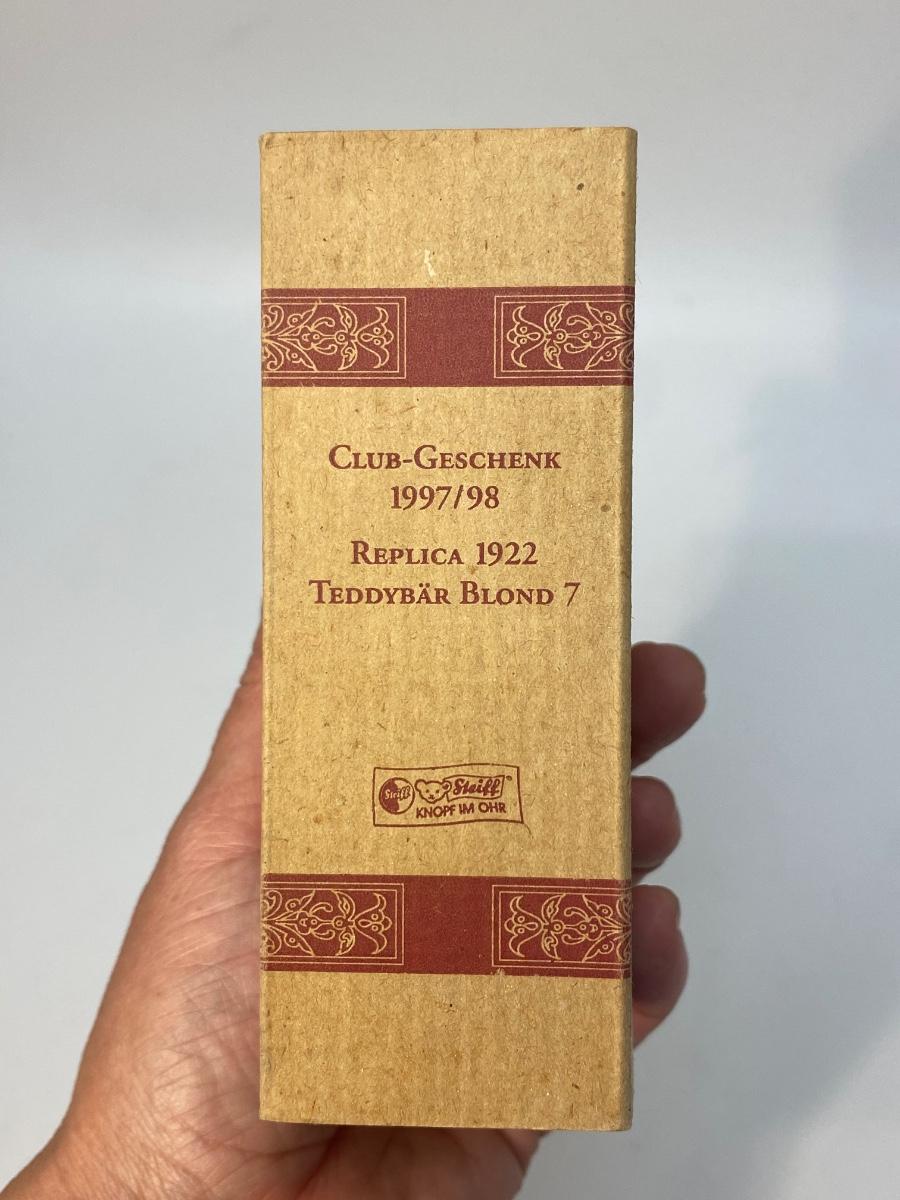 Club-Geschenk
1997/98
Replica 1922
Teddybär Blond 7
Steiff
Steiff
KNOPF IM OHR